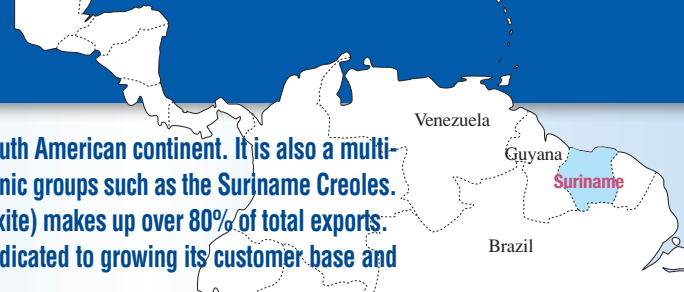 Venezuela
uth American continent. It is also a multi-
Guyana
nic groups such as the Suriname Creoles.
Suriname
xite) makes up over 80% of total exports.
Brazil
dicated to growing its customer base and